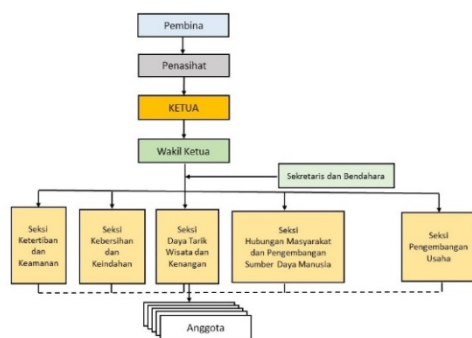 Pembina
Penasihat
KETUA
Wakil Ketua
Sekretaris dan Bendahara
Seksi
Ketertiban
dan
Keamanan
Seksi
Kebersihan
dan
Keindahan
Seksi
Daya Tarik
Wisata dan
Kenangan
Seksi
Hubungan Masyarakat
dan Pengembangan
Sumber Daya Manusia
Seksi
Pengembangan
Usaha
Anggota